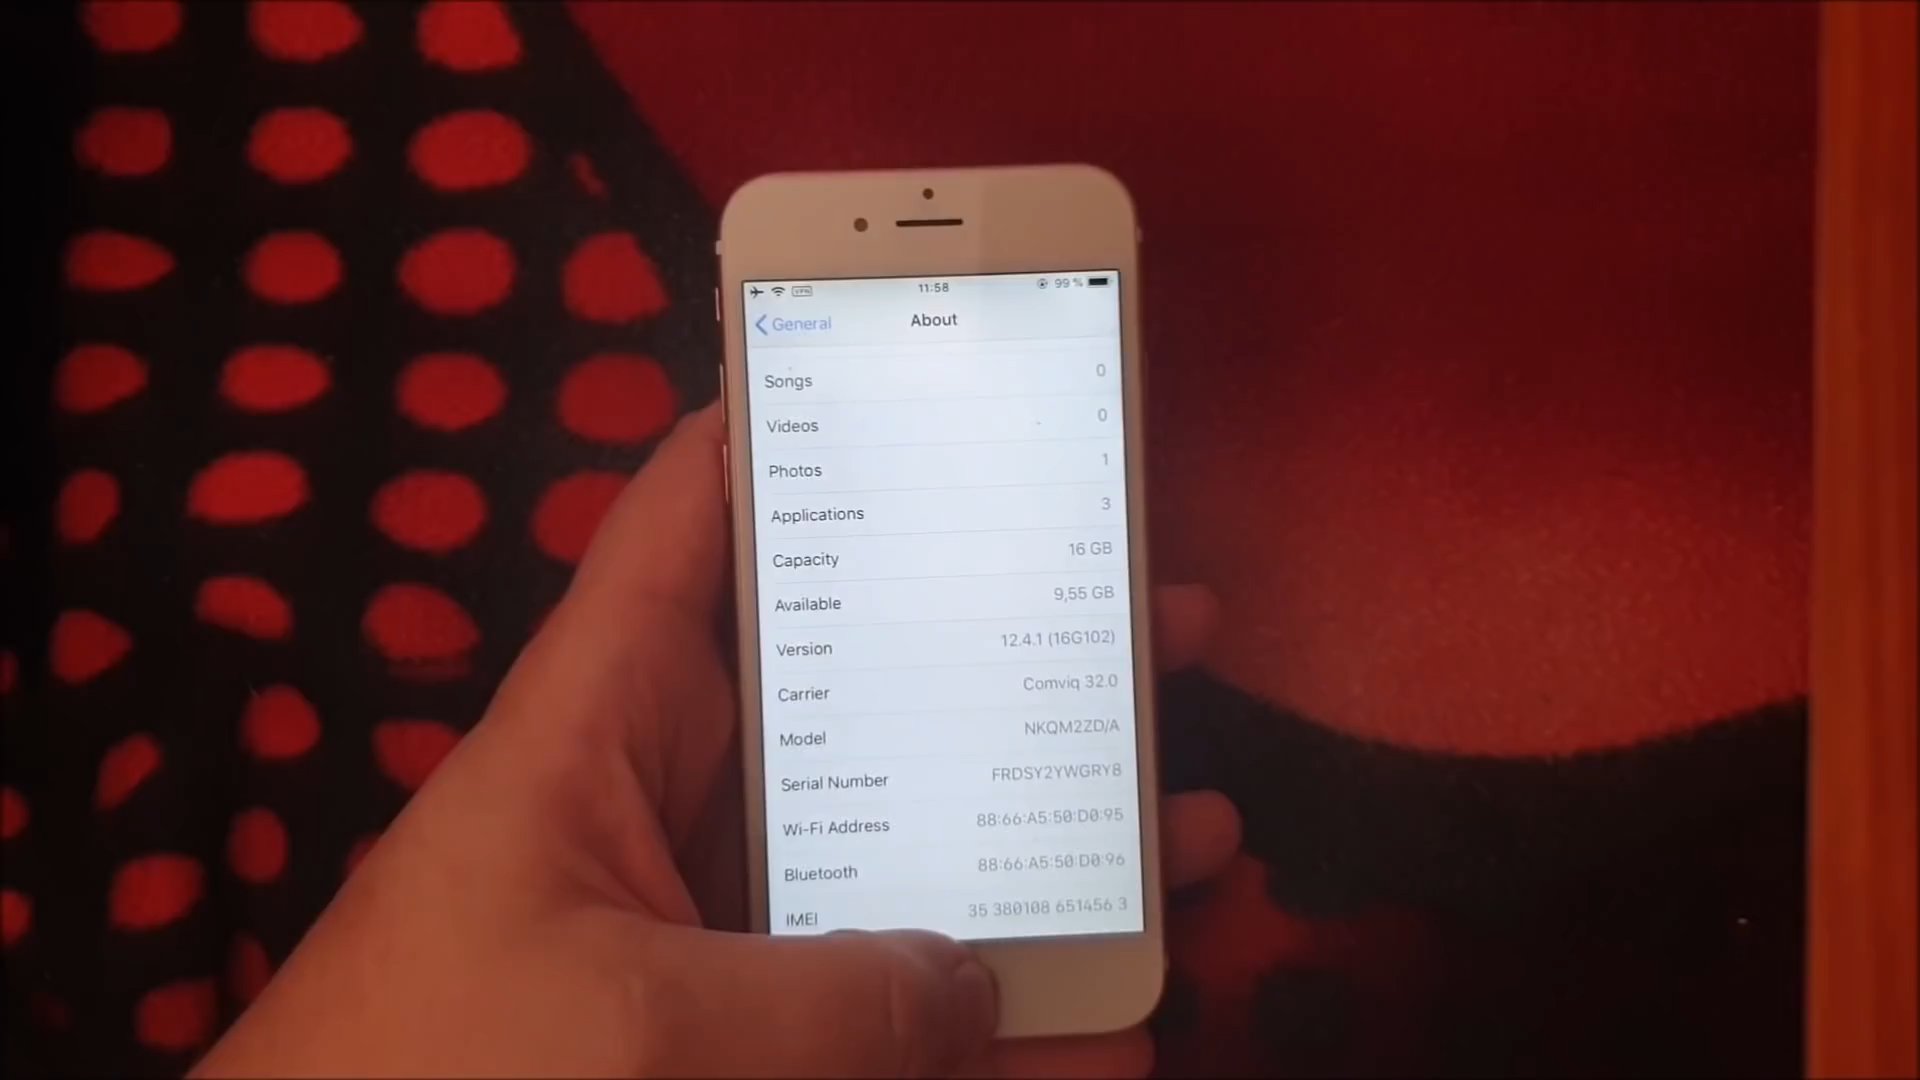 VPN 11:58 99 %
General About
Songs 0
Videos 0
Photos 1
Applications 3
Capacity 16 GB
Available 9,55 GB
Version 12.4.1 (16G102)
Carrier Comviq 32.0
Model NKQM2ZD/A
Serial Number FRDSY2YWGRY8
Wi-Fi Address 88:66:A5:50:D0:95
Bluetooth 88:66:A5:50:D0:96
IMEI 35 380108 651456 3